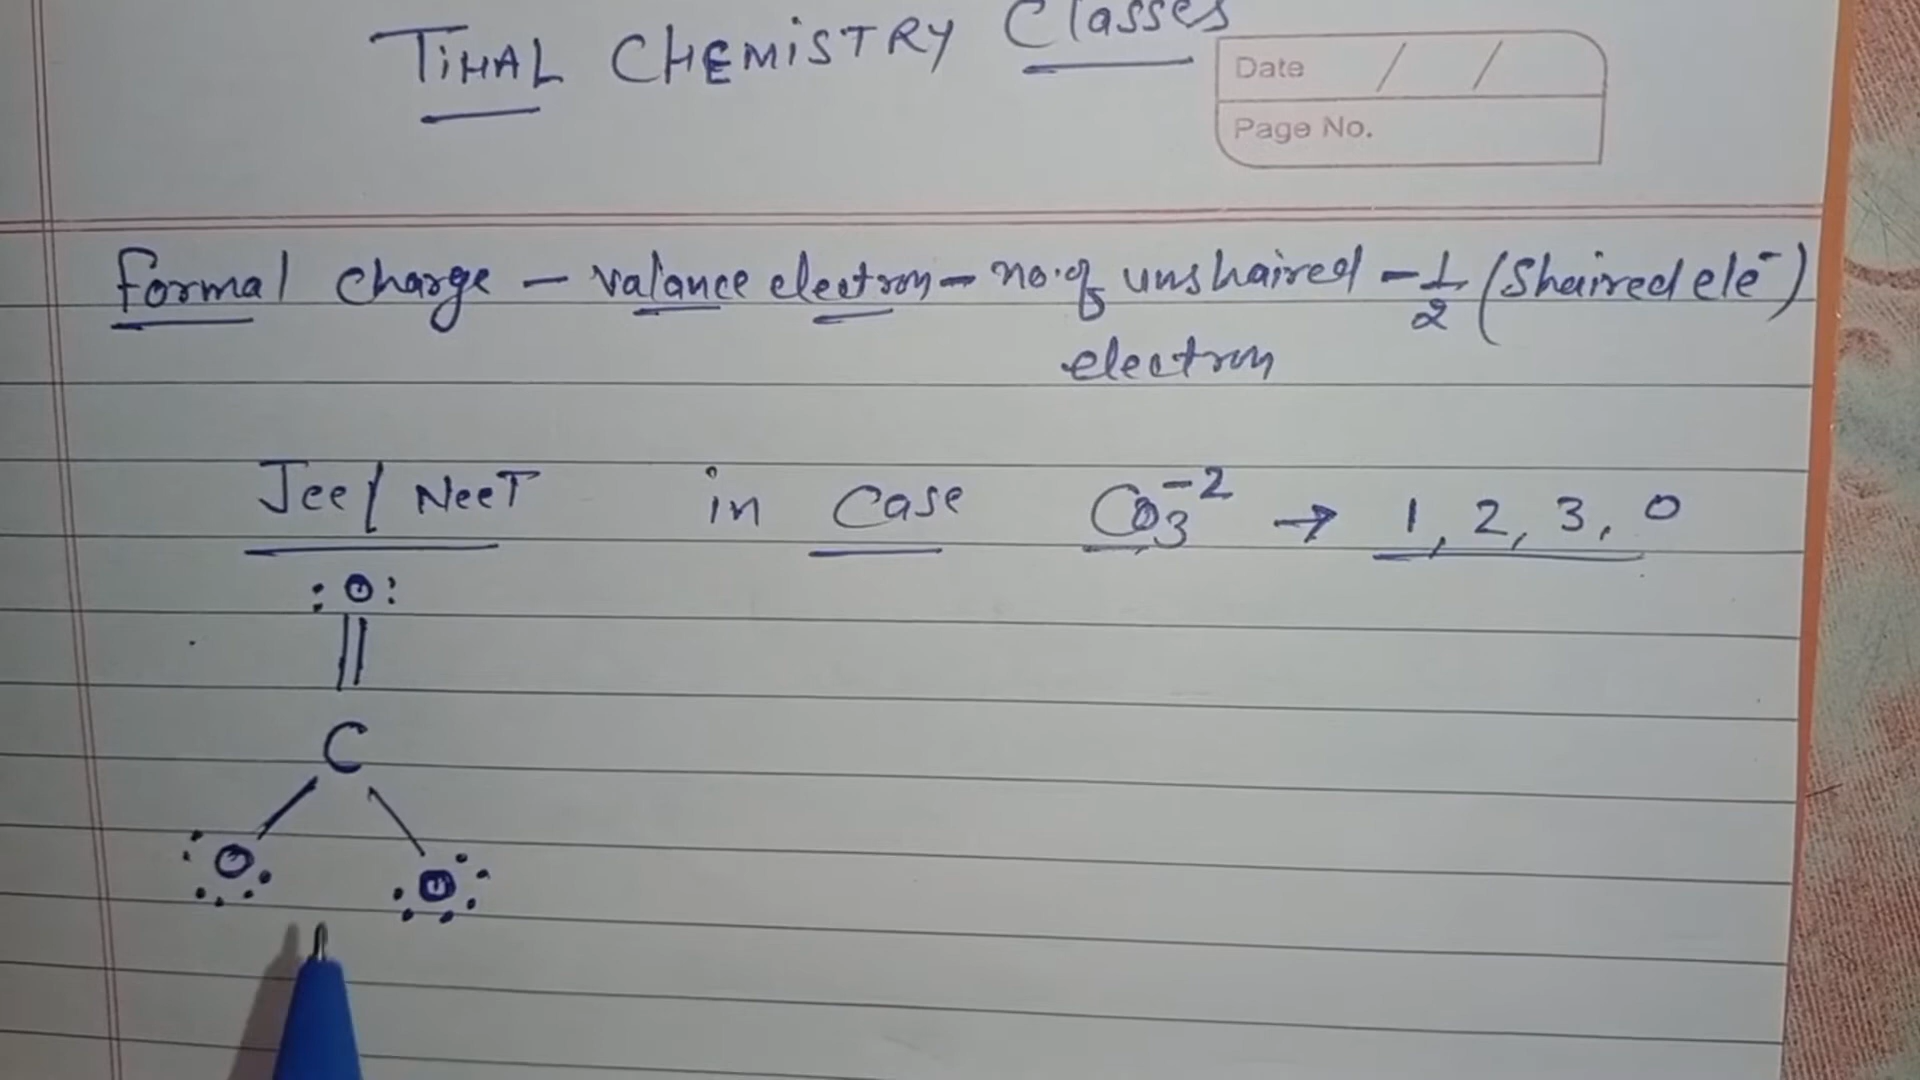 TiHAL CHEMiSTRY Classes
Date / /
Page No.
Formal Charge – valance electron – no. of unshaired – 1/2 (Shaired ele⁻)
electron
Jee/ NeeT in Case CO₃⁻² → 1, 2, 3, 0
:O:
C
O O